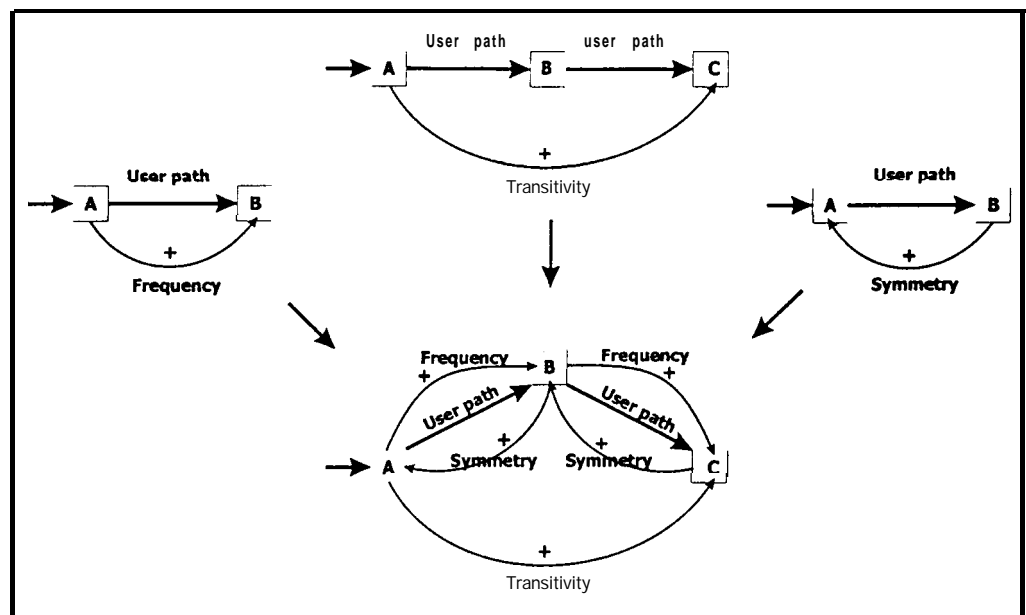 User path user path
A B C
+
Transitivity
User path
A B
+
Frequency
User path
A B
+
Symmetry
Frequency B Frequency
+ +
User path User path
+ +
A Symmetry Symmetry C
+
Transitivity